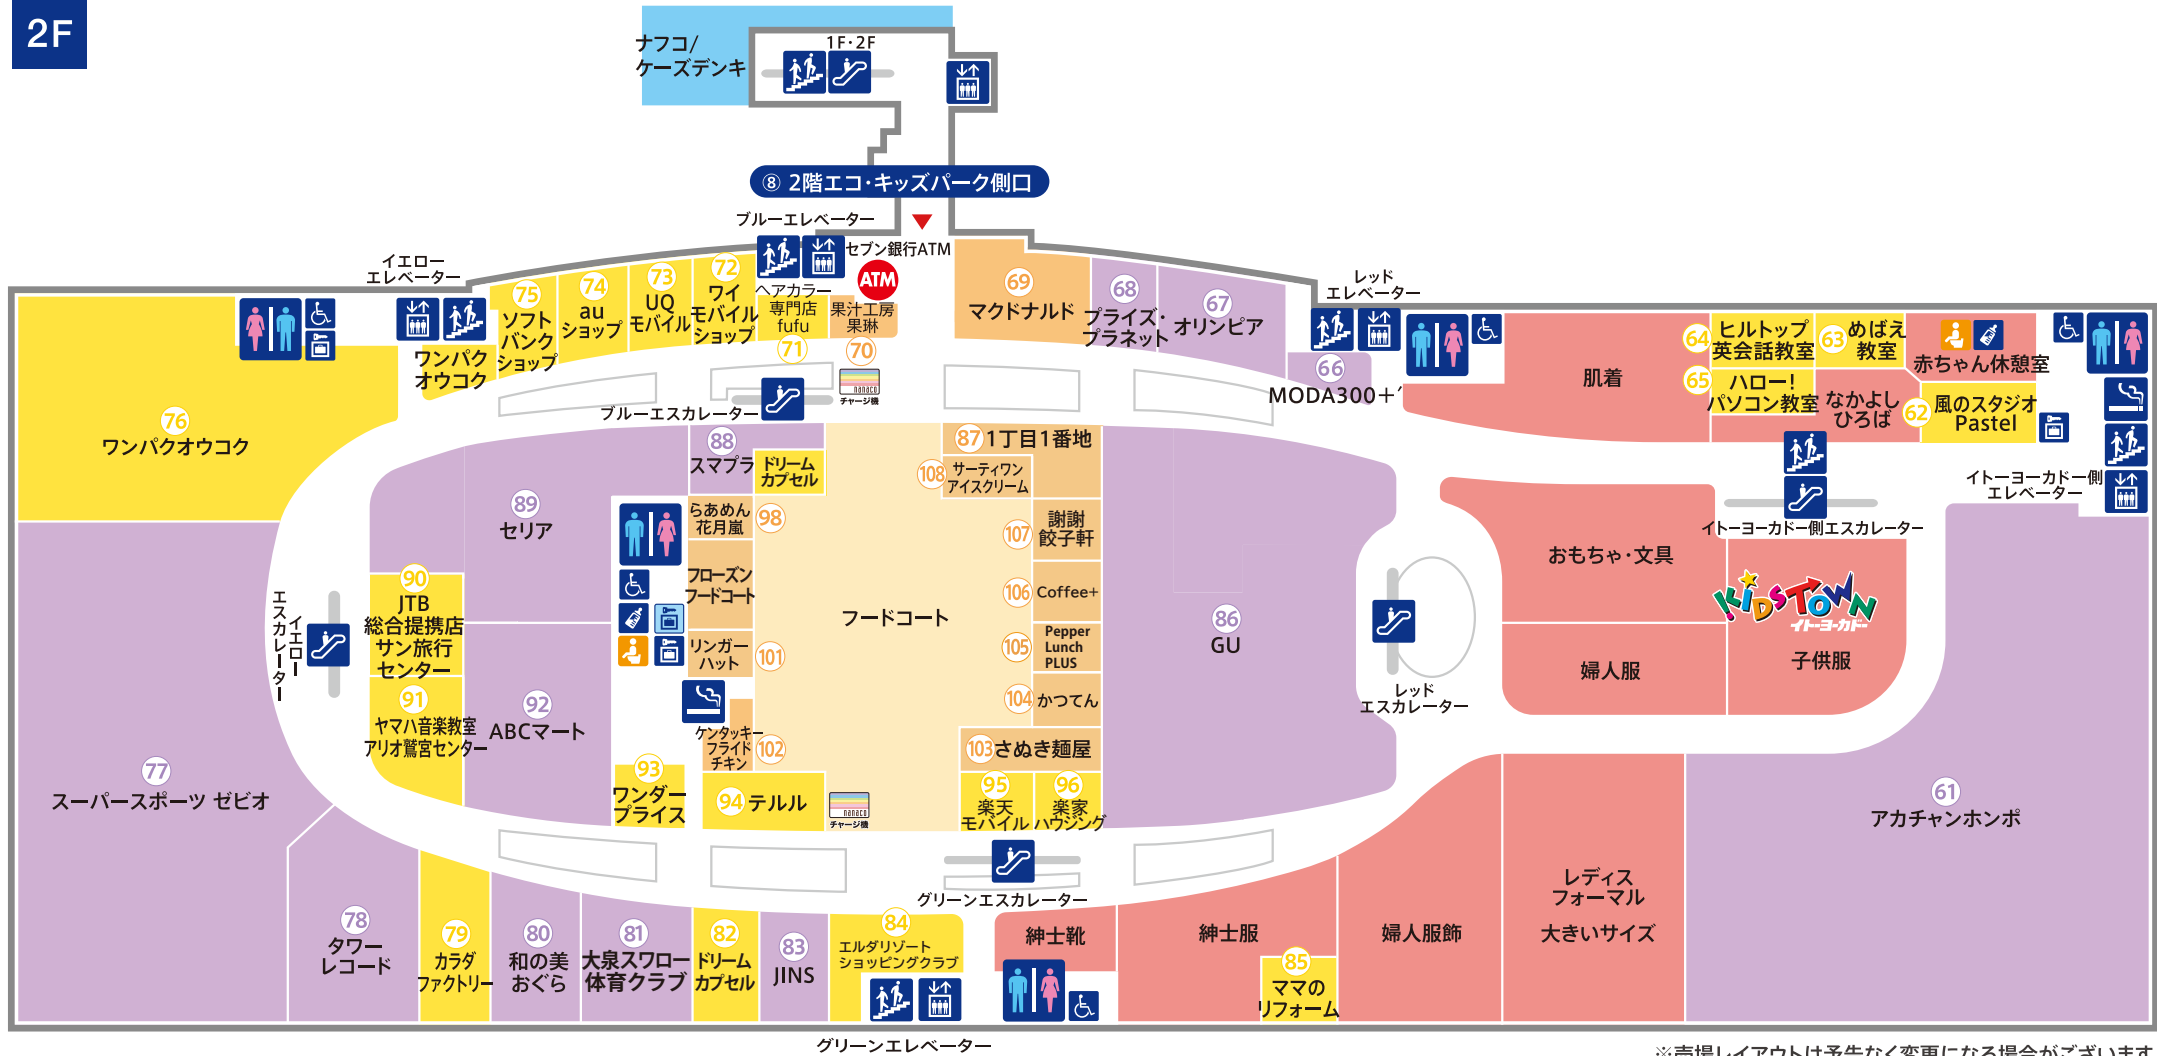 2F
ナフコ/
ケーズデンキ
1F・2F
⑧ 2階エコ・キッズパーク側口
ブルーエレベーター
セブン銀行ATM
ATM
イエロー
エレベーター
レッド
エレベーター
75
ソフト
バンク
ショップ
74
au
ショップ
73
UQ
モバイル
72
ワイ
モバイル
ショップ
ヘアカラー
専門店
fufu
71
果汁工房
果琳
70
nanaco
チャージ機
69
マクドナルド
68
プライズ・
プラネット
67
オリンピア
66
MODA300+
肌着
64
ヒルトップ
英会話教室
63
めばえ
教室
赤ちゃん休憩室
65
ハロー!
パソコン教室
なかよし
ひろば
62
風のスタジオ
Pastel
ワンパク
オウコク
76
ワンパクオウコク
ブルーエスカレーター
88
スマプラ
ドリーム
カプセル
87
1丁目1番地
108
サーティワン
アイスクリーム
イトーヨーカドー側
エレベーター
イトーヨーカドー側エスカレーター
89
セリア
らあめん
花月嵐
98
107
謝謝
餃子軒
おもちゃ・文具
フローズン
フードコート
フードコート
106
Coffee+
KIDSTOWN
イトーヨーカドー
子供服
90
JTB
総合提携店
サン旅行
センター
イエロー
エスカレーター
リンガー
ハット
101
105
Pepper
Lunch
PLUS
86
GU
婦人服
91
ヤマハ音楽教室
アリオ鷲宮センター
92
ABCマート
104
かつてん
レッド
エスカレーター
ケンタッキー
フライド
チキン
102
103
さぬき麺屋
77
スーパースポーツ ゼビオ
93
ワンダー
プライス
94
テルル
nanaco
チャージ機
95
楽天
モバイル
96
楽家
ハウジング
61
アカチャンホンポ
グリーンエスカレーター
レディス
フォーマル
大きいサイズ
78
タワー
レコード
79
カラダ
ファクトリー
80
和の美
おぐら
81
大泉スワロー
体育クラブ
82
ドリーム
カプセル
83
JINS
84
エルダリゾート
ショッピングクラブ
紳士靴
紳士服
85
ママの
リフォーム
婦人服飾
グリーンエレベーター
※売場レイアウトは予告なく変更になる場合がございます